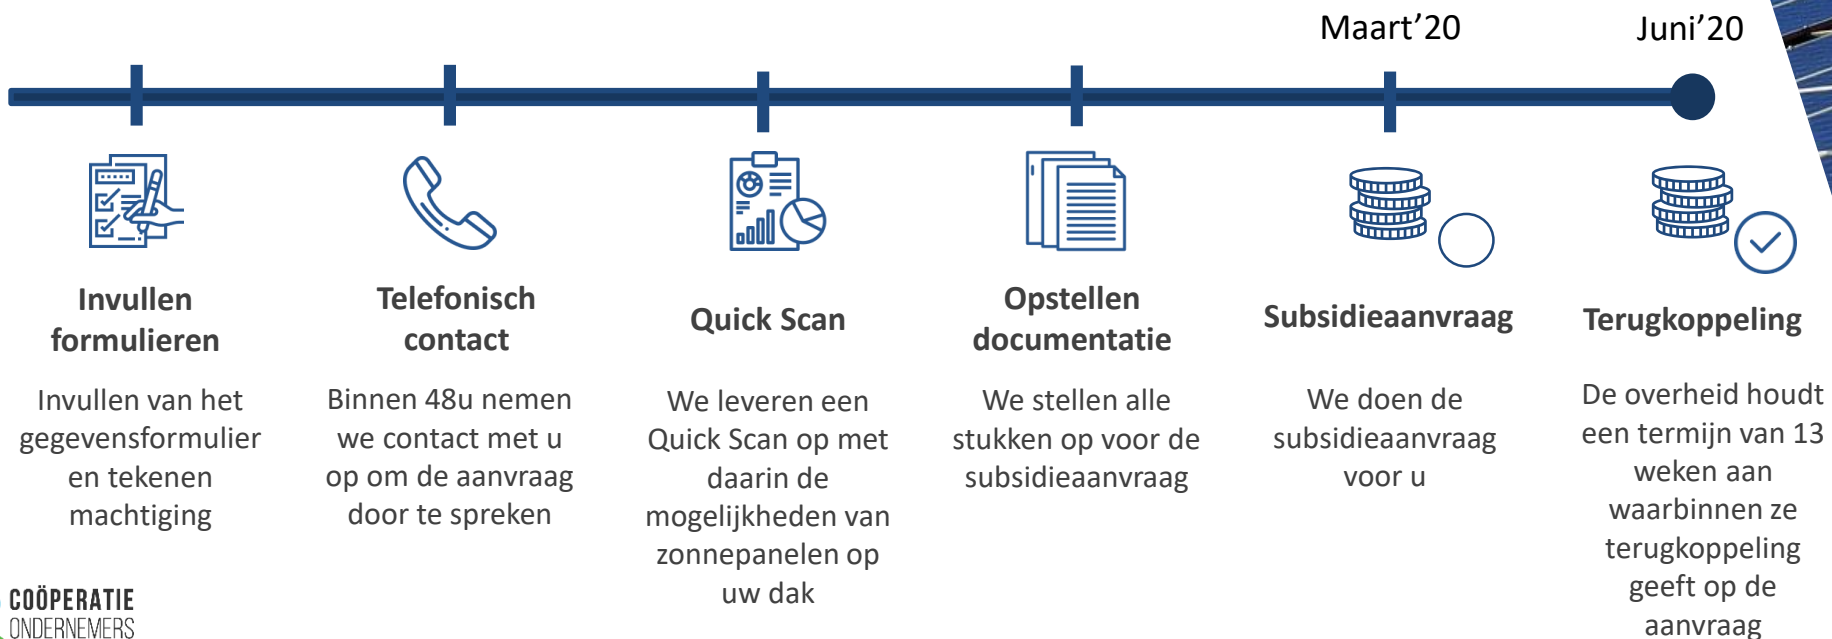 Maart’20
Juni’20
Invullen
formulieren
Invullen van het
gegevensformulier
en tekenen
machtiging
Telefonisch
contact
Binnen 48u nemen
we contact met u
op om de aanvraag
door te spreken
Quick Scan
We leveren een
Quick Scan op met
daarin de
mogelijkheden van
zonnepanelen op
uw dak
Opstellen
documentatie
We stellen alle
stukken op voor de
subsidieaanvraag
Subsidieaanvraag
We doen de
subsidieaanvraag
voor u
Terugkoppeling
De overheid houdt
een termijn van 13
weken aan
waarbinnen ze
terugkoppeling
geeft op de
aanvraag
COÖPERATIE
ONDERNEMERS